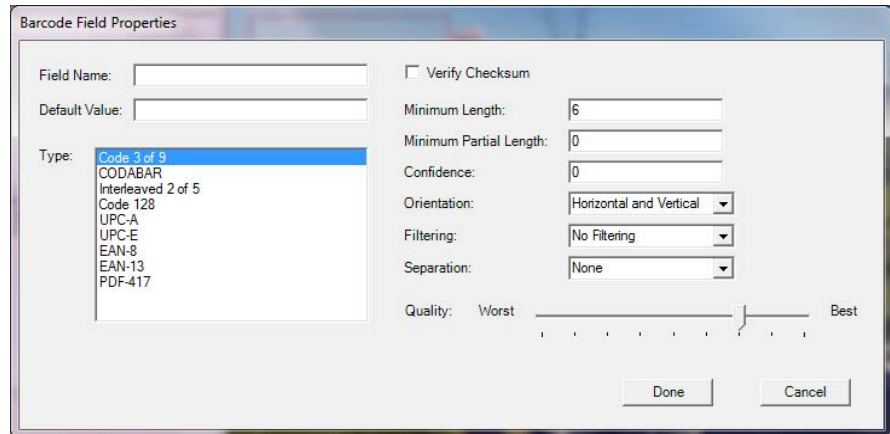 Barcode Field Properties
Field Name:
Default Value:
Type:
Code 3 of 9
CODABAR
Interleaved 2 of 5
Code 128
UPC-A
UPC-E
EAN-8
EAN-13
PDF-417
Verify Checksum
Minimum Length: 6
Minimum Partial Length: 0
Confidence: 0
Orientation: Horizontal and Vertical
Filtering: No Filtering
Separation: None
Quality: Worst Best
Done Cancel